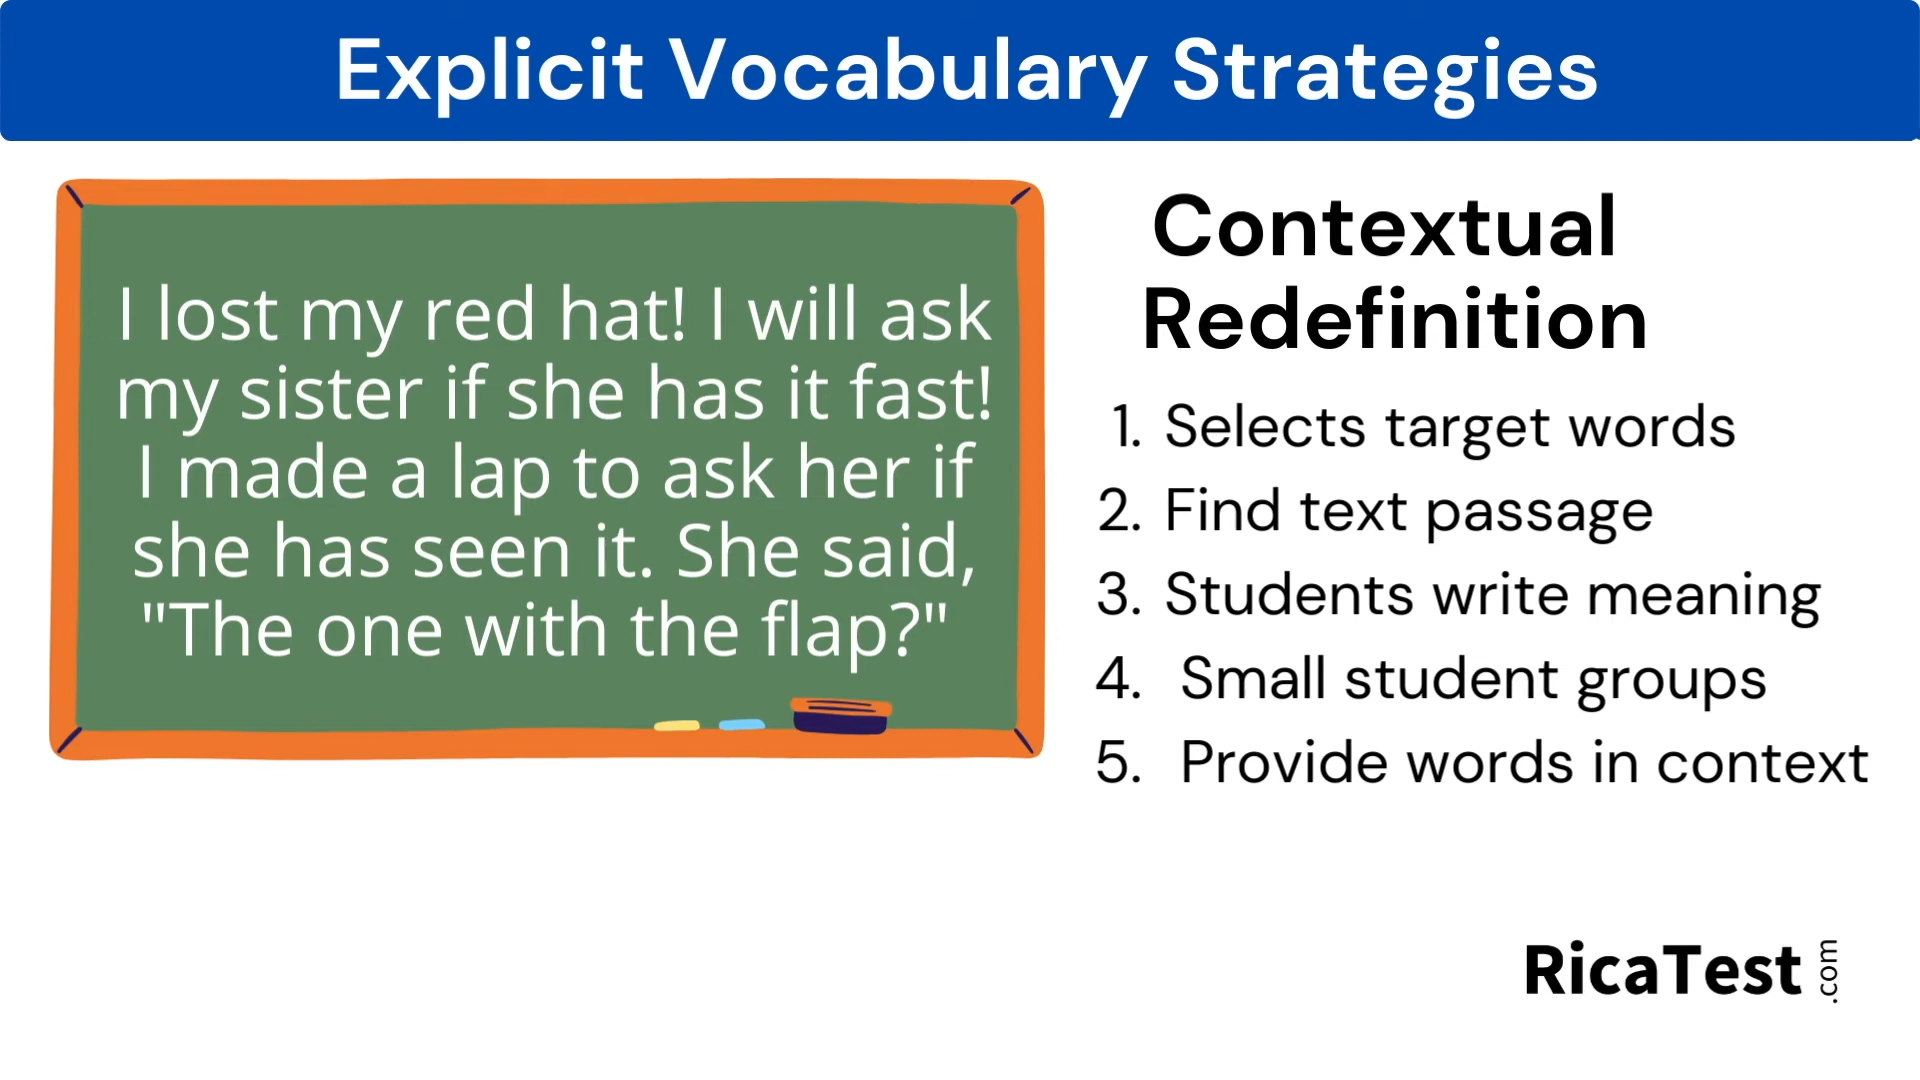 Explicit Vocabulary Strategies
I lost my red hat! I will ask
my sister if she has it fast!
I made a lap to ask her if
she has seen it. She said,
"The one with the flap?"
Contextual
Redefinition
1. Selects target words
2. Find text passage
3. Students write meaning
4. Small student groups
5. Provide words in context
RicaTest.com